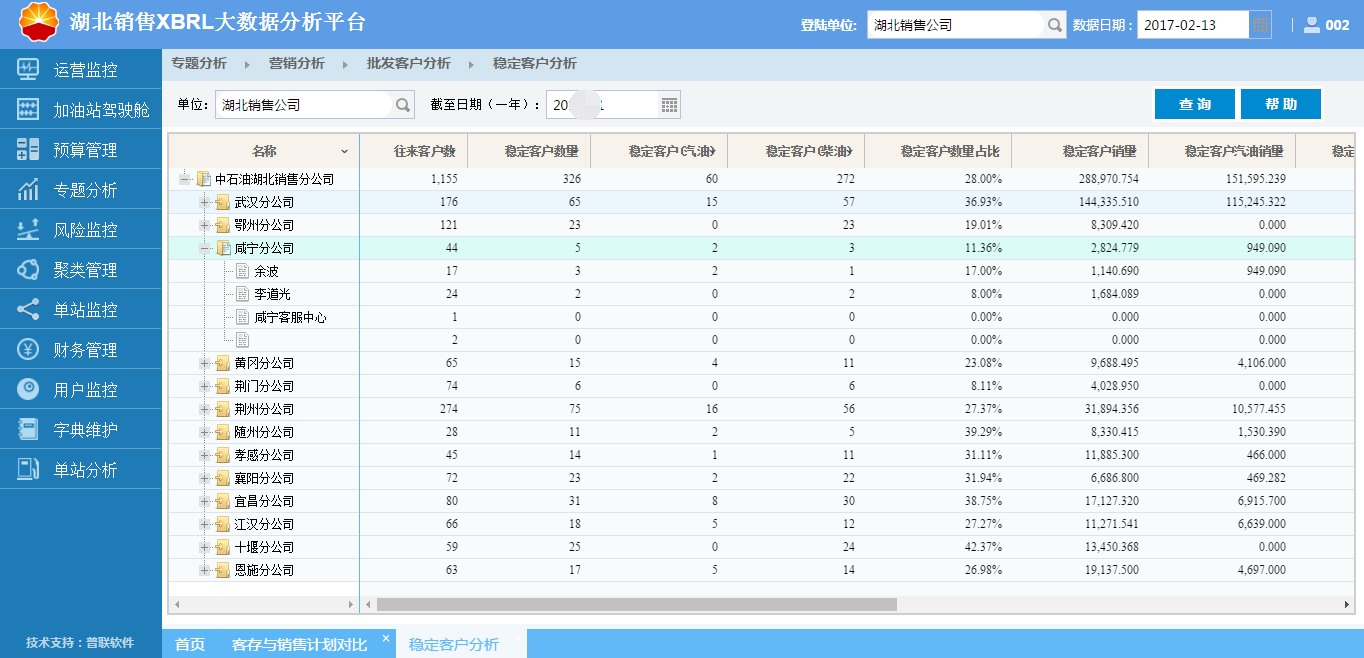 湖北销售XBRL大数据分析平台 登陆单位: 湖北销售公司 数据日期: 2017-02-13 002
运营监控
加油站驾驶舱
预算管理
专题分析
风险监控
聚类管理
单站监控
财务管理
用户监控
字典维护
单站分析
技术支持：普联软件
专题分析 营销分析 批发客户分析 稳定客户分析
单位: 湖北销售公司 截至日期（一年）: 查询 帮助
名称 往来客户数 稳定客户数量 稳定客户(汽油) 稳定客户(柴油) 稳定客户数量占比 稳定客户销量 稳定客户汽油销量 稳定
中石油湖北销售分公司 1,155 326 60 272 28.00% 288,970.754 151,595.239
武汉分公司 176 65 15 57 36.93% 144,335.510 115,245.322
鄂州分公司 121 23 0 23 19.01% 8,309.420 0.000
咸宁分公司 44 5 2 3 11.36% 2,824.779 949.090
余波 17 3 2 1 17.00% 1,140.690 949.090
李道光 24 2 0 2 8.00% 1,684.089 0.000
咸宁客服中心 1 0 0 0 0.00% 0.000 0.000
2 0 0 0 0.00% 0.000 0.000
黄冈分公司 65 15 4 11 23.08% 9,688.495 4,106.000
荆门分公司 74 6 0 6 8.11% 4,028.950 0.000
荆州分公司 274 75 16 56 27.37% 31,894.356 10,577.455
随州分公司 28 11 2 5 39.29% 8,330.415 1,530.390
孝感分公司 45 14 1 11 31.11% 11,885.300 466.000
襄阳分公司 72 23 2 22 31.94% 6,686.800 469.282
宜昌分公司 80 31 8 30 38.75% 17,127.320 6,915.700
江汉分公司 66 18 5 12 27.27% 11,271.541 6,639.000
十堰分公司 59 25 0 24 42.37% 13,450.368 0.000
恩施分公司 63 17 5 14 26.98% 19,137.500 4,697.000
首页 客存与销售计划对比 × 稳定客户分析